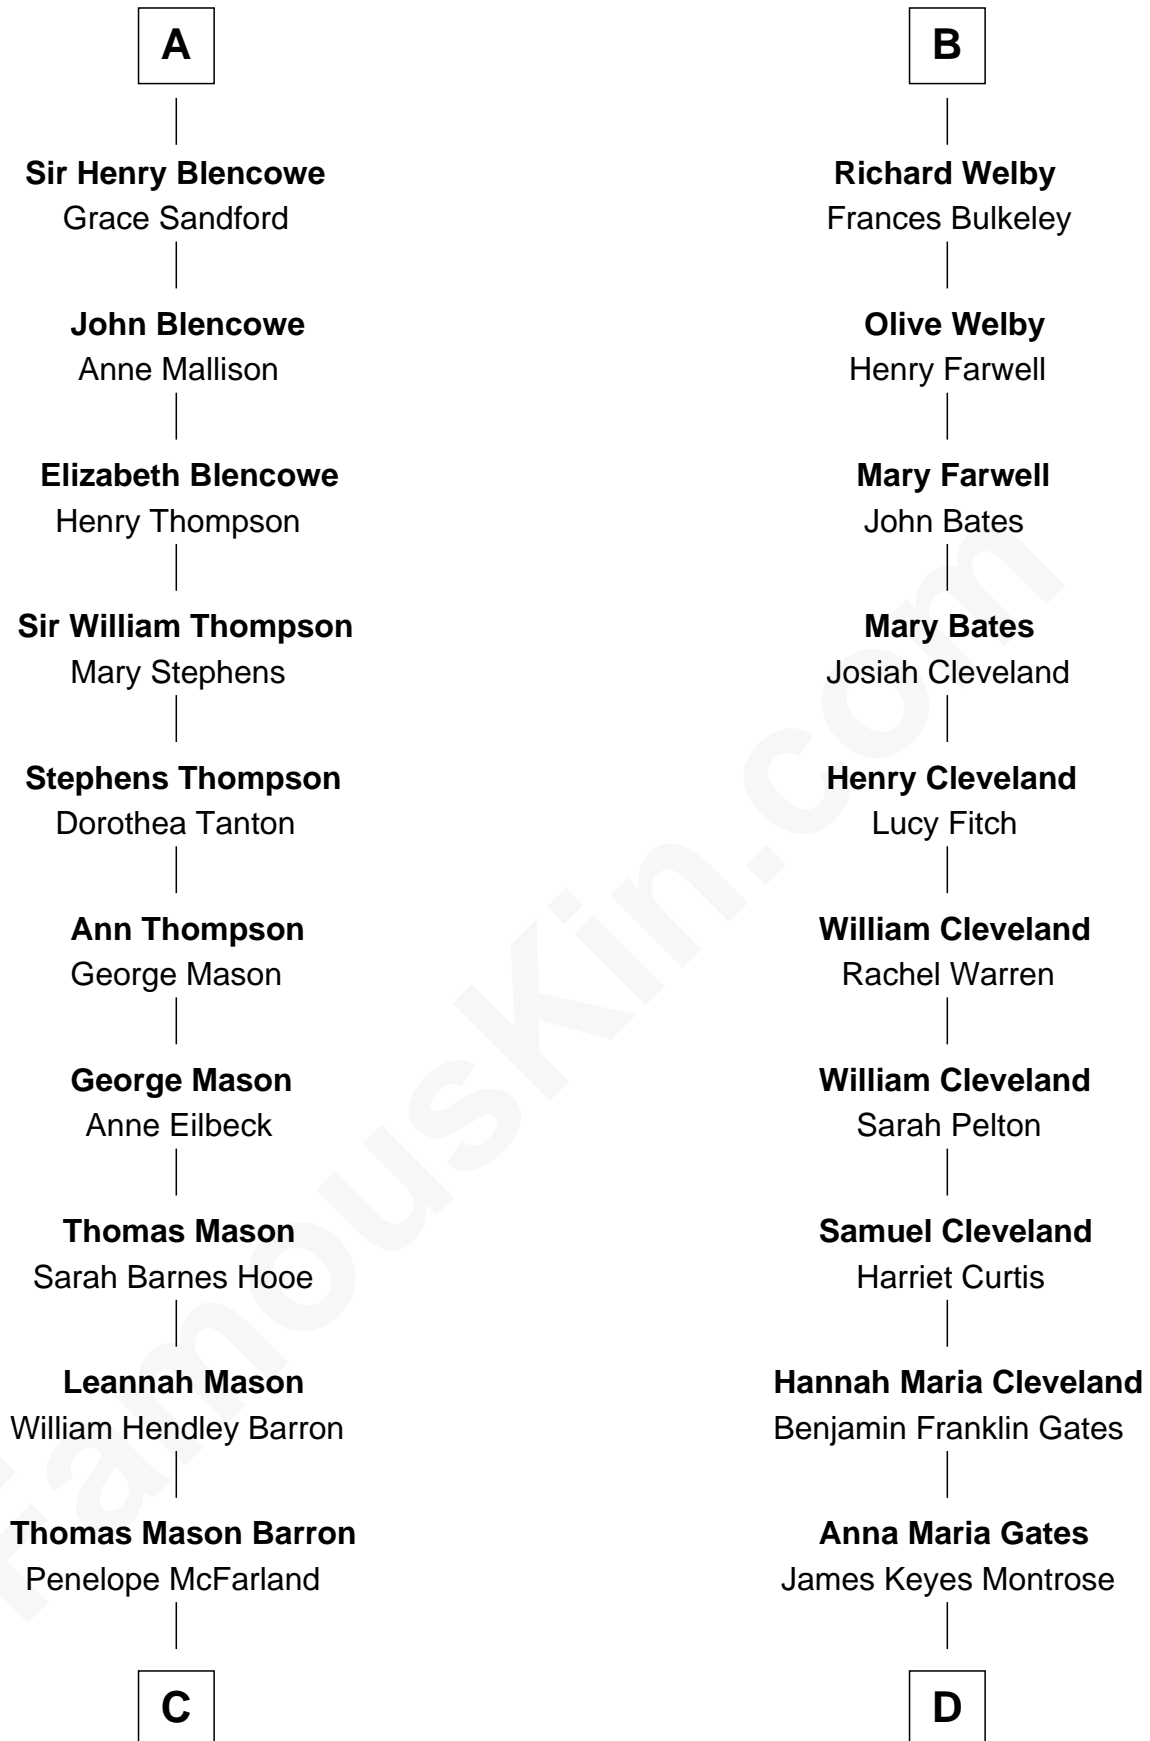 A
Sir Henry Blencowe
Grace Sandford
John Blencowe
Anne Mallison
Elizabeth Blencowe
Henry Thompson
Sir William Thompson
Mary Stephens
Stephens Thompson
Dorothea Tanton
Ann Thompson
George Mason
George Mason
Anne Eilbeck
Thomas Mason
Sarah Barnes Hooe
Leannah Mason
William Hendley Barron
Thomas Mason Barron
Penelope McFarland
C
B
Richard Welby
Frances Bulkeley
Olive Welby
Henry Farwell
Mary Farwell
John Bates
Mary Bates
Josiah Cleveland
Henry Cleveland
Lucy Fitch
William Cleveland
Rachel Warren
William Cleveland
Sarah Pelton
Samuel Cleveland
Harriet Curtis
Hannah Maria Cleveland
Benjamin Franklin Gates
Anna Maria Gates
James Keyes Montrose
D
FamousKin.com